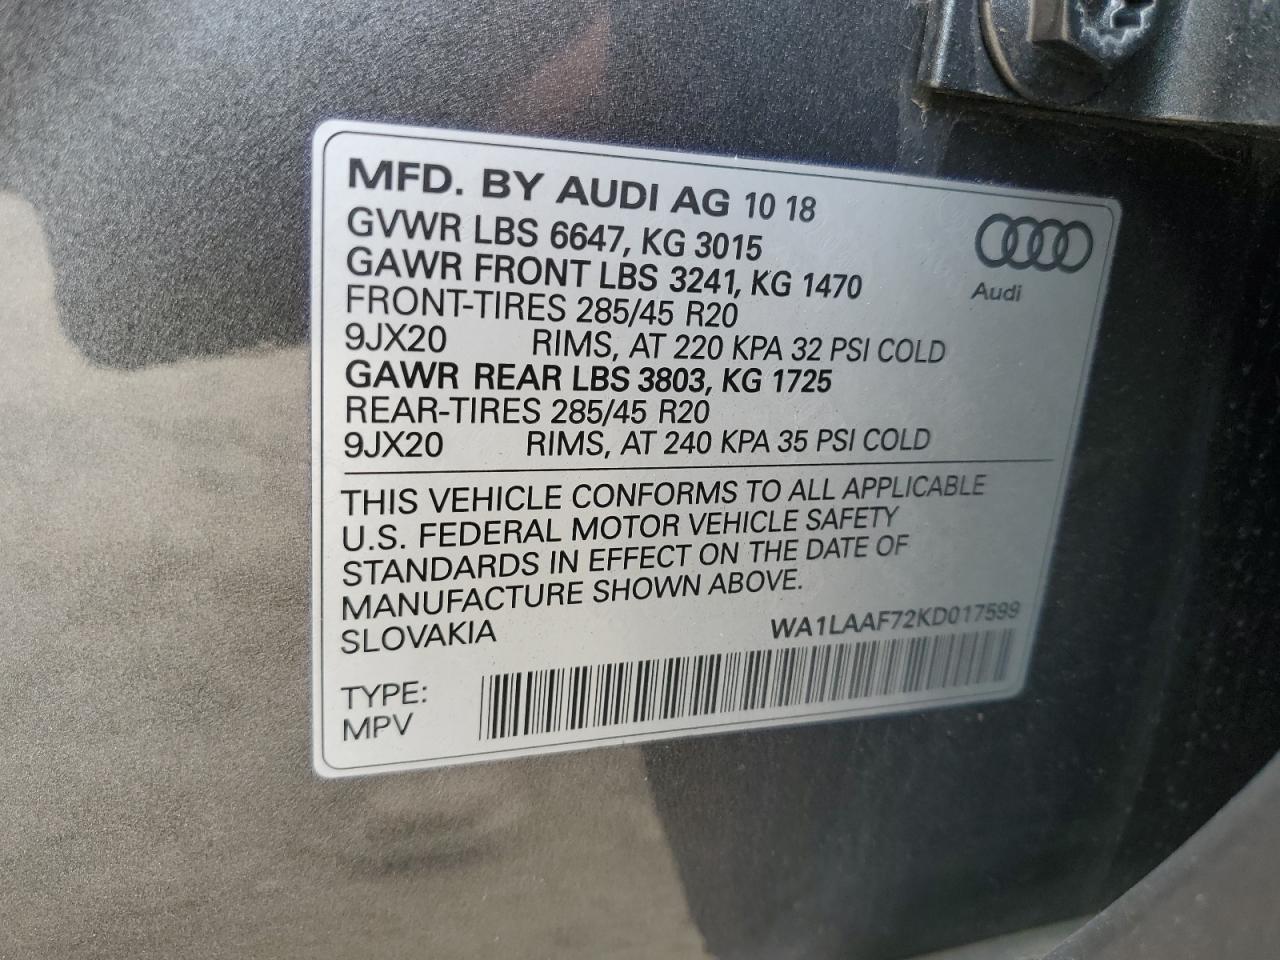 MFD. BY AUDI AG 10 18
GVWR LBS 6647, KG 3015
GAWR FRONT LBS 3241, KG 1470
FRONT-TIRES 285/45 R20
9JX20 RIMS, AT 220 KPA 32 PSI COLD
GAWR REAR LBS 3803, KG 1725
REAR-TIRES 285/45 R20
9JX20 RIMS, AT 240 KPA 35 PSI COLD
Audi
THIS VEHICLE CONFORMS TO ALL APPLICABLE
U.S. FEDERAL MOTOR VEHICLE SAFETY
STANDARDS IN EFFECT ON THE DATE OF
MANUFACTURE SHOWN ABOVE.
SLOVAKIA WA1LAAF72KD017599
TYPE:
MPV